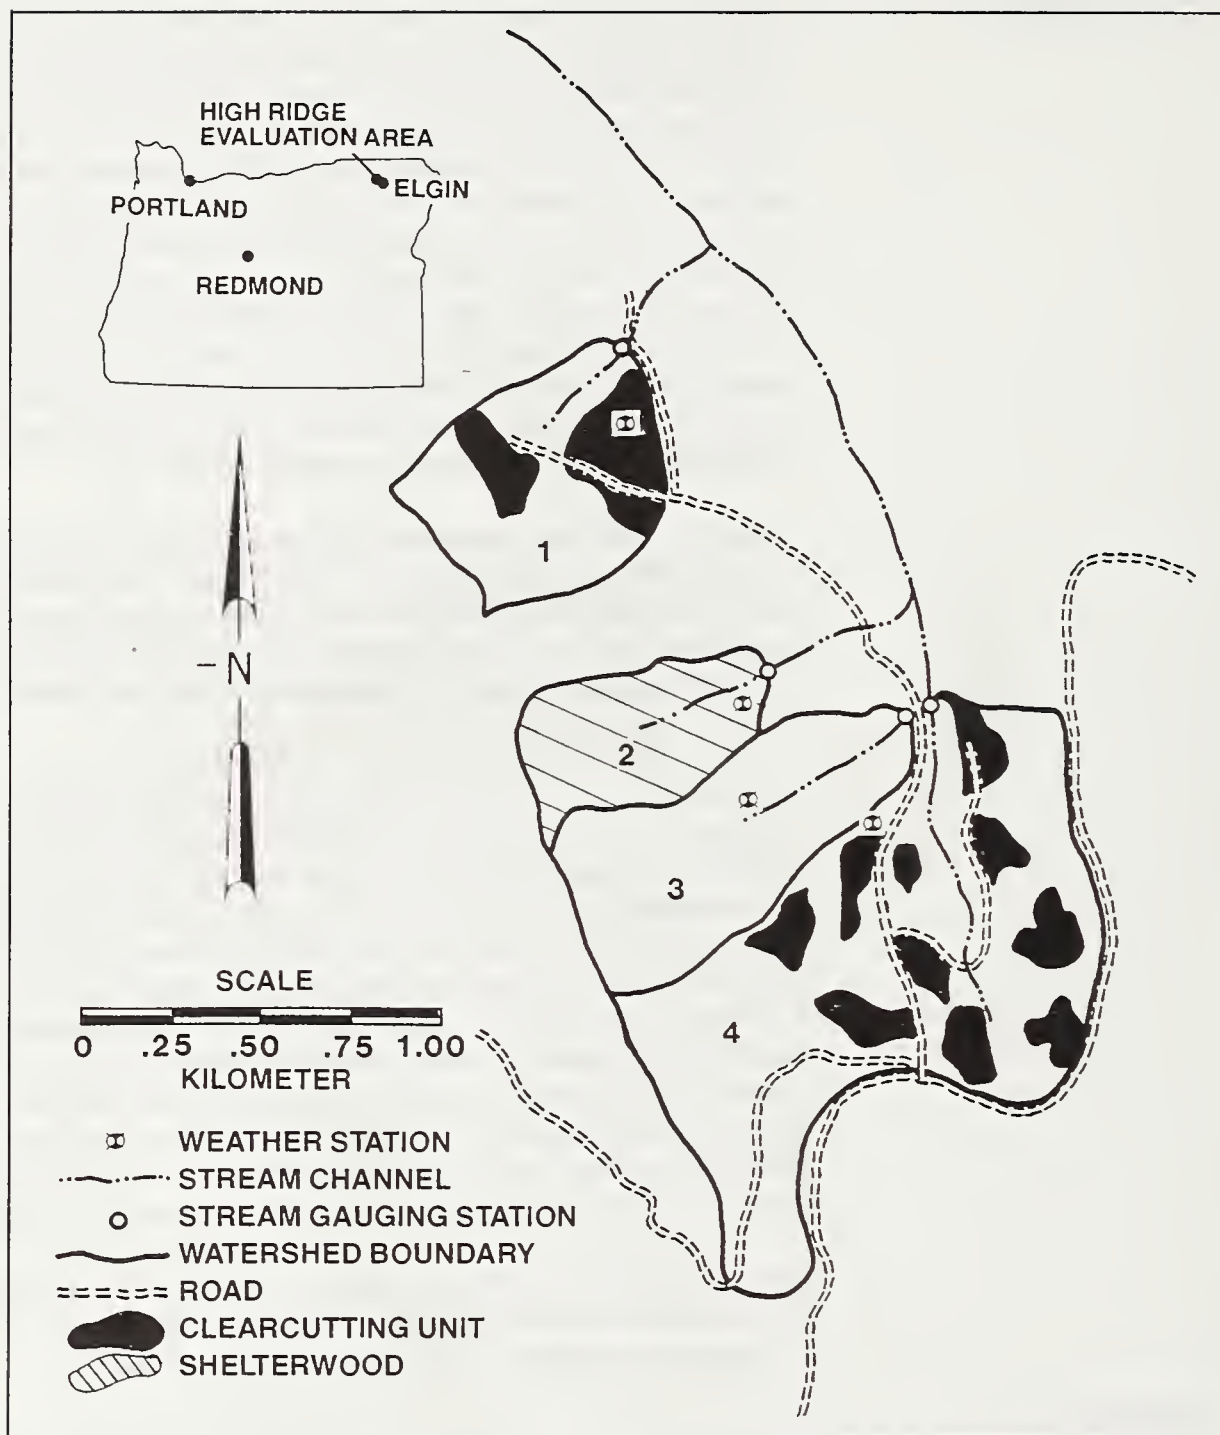 HIGH RIDGE
EVALUATION AREA
ELGIN
PORTLAND
REDMOND
1
N
2
3
4
SCALE
0 .25 .50 .75 1.00
KILOMETER
WEATHER STATION
STREAM CHANNEL
STREAM GAUGING STATION
WATERSHED BOUNDARY
ROAD
CLEARCUTTING UNIT
SHELTERWOOD